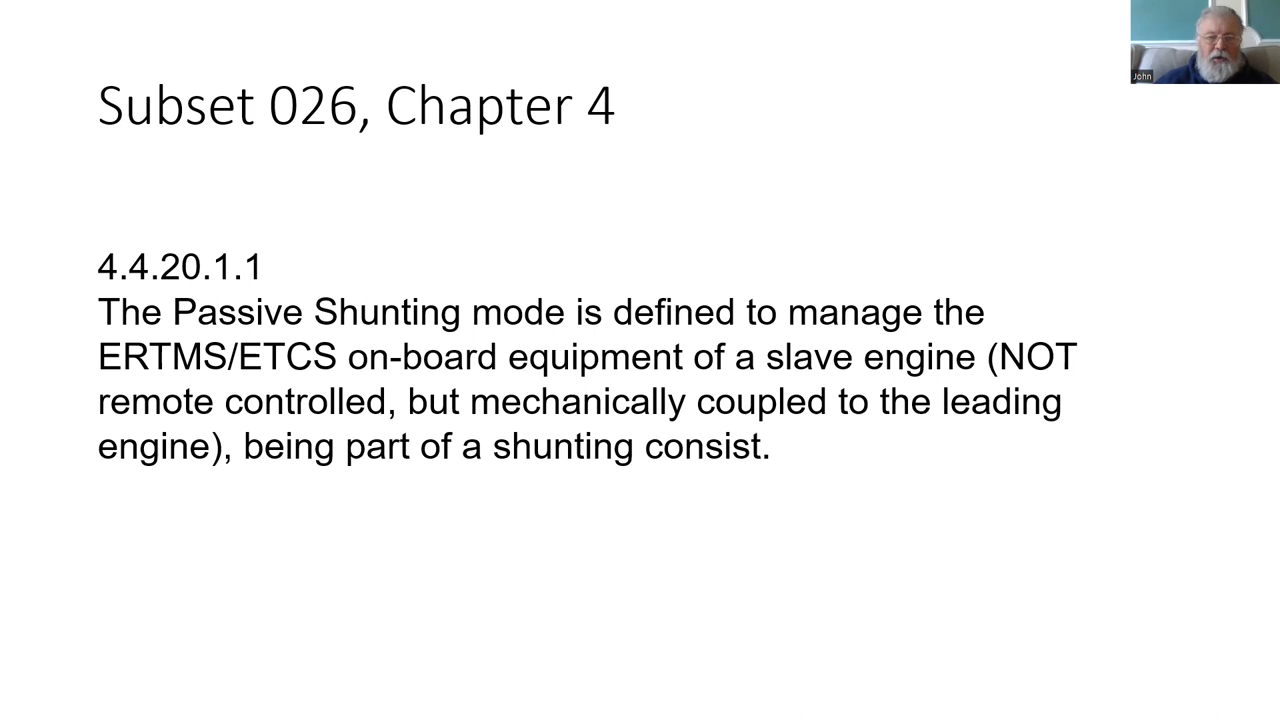 Subset 026, Chapter 4
4.4.20.1.1
The Passive Shunting mode is defined to manage the
ERTMS/ETCS on-board equipment of a slave engine (NOT
remote controlled, but mechanically coupled to the leading
engine), being part of a shunting consist.
John